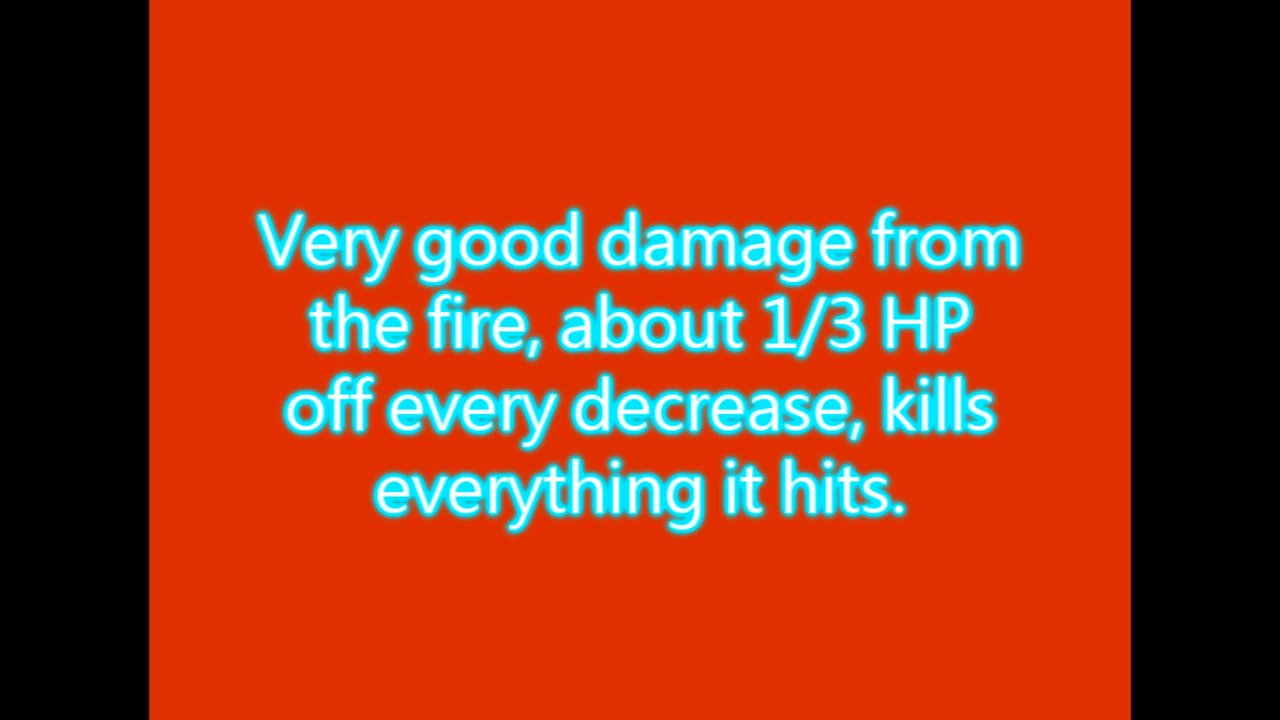 Very good damage from
the fire, about 1/3 HP
off every decrease, kills
everything it hits.